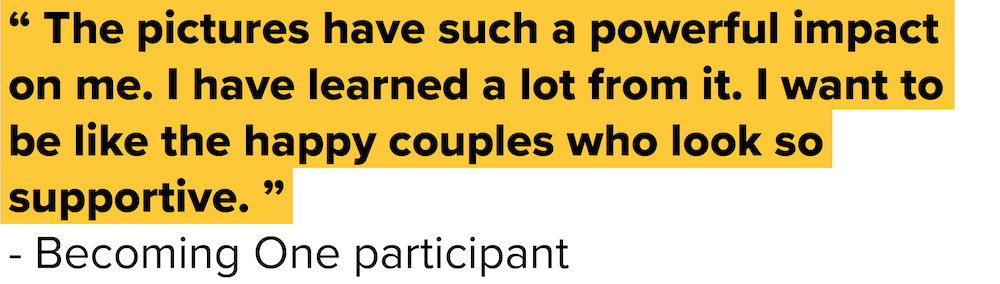 “ The pictures have such a powerful impact
on me. I have learned a lot from it. I want to
be like the happy couples who look so
supportive. ”
- Becoming One participant